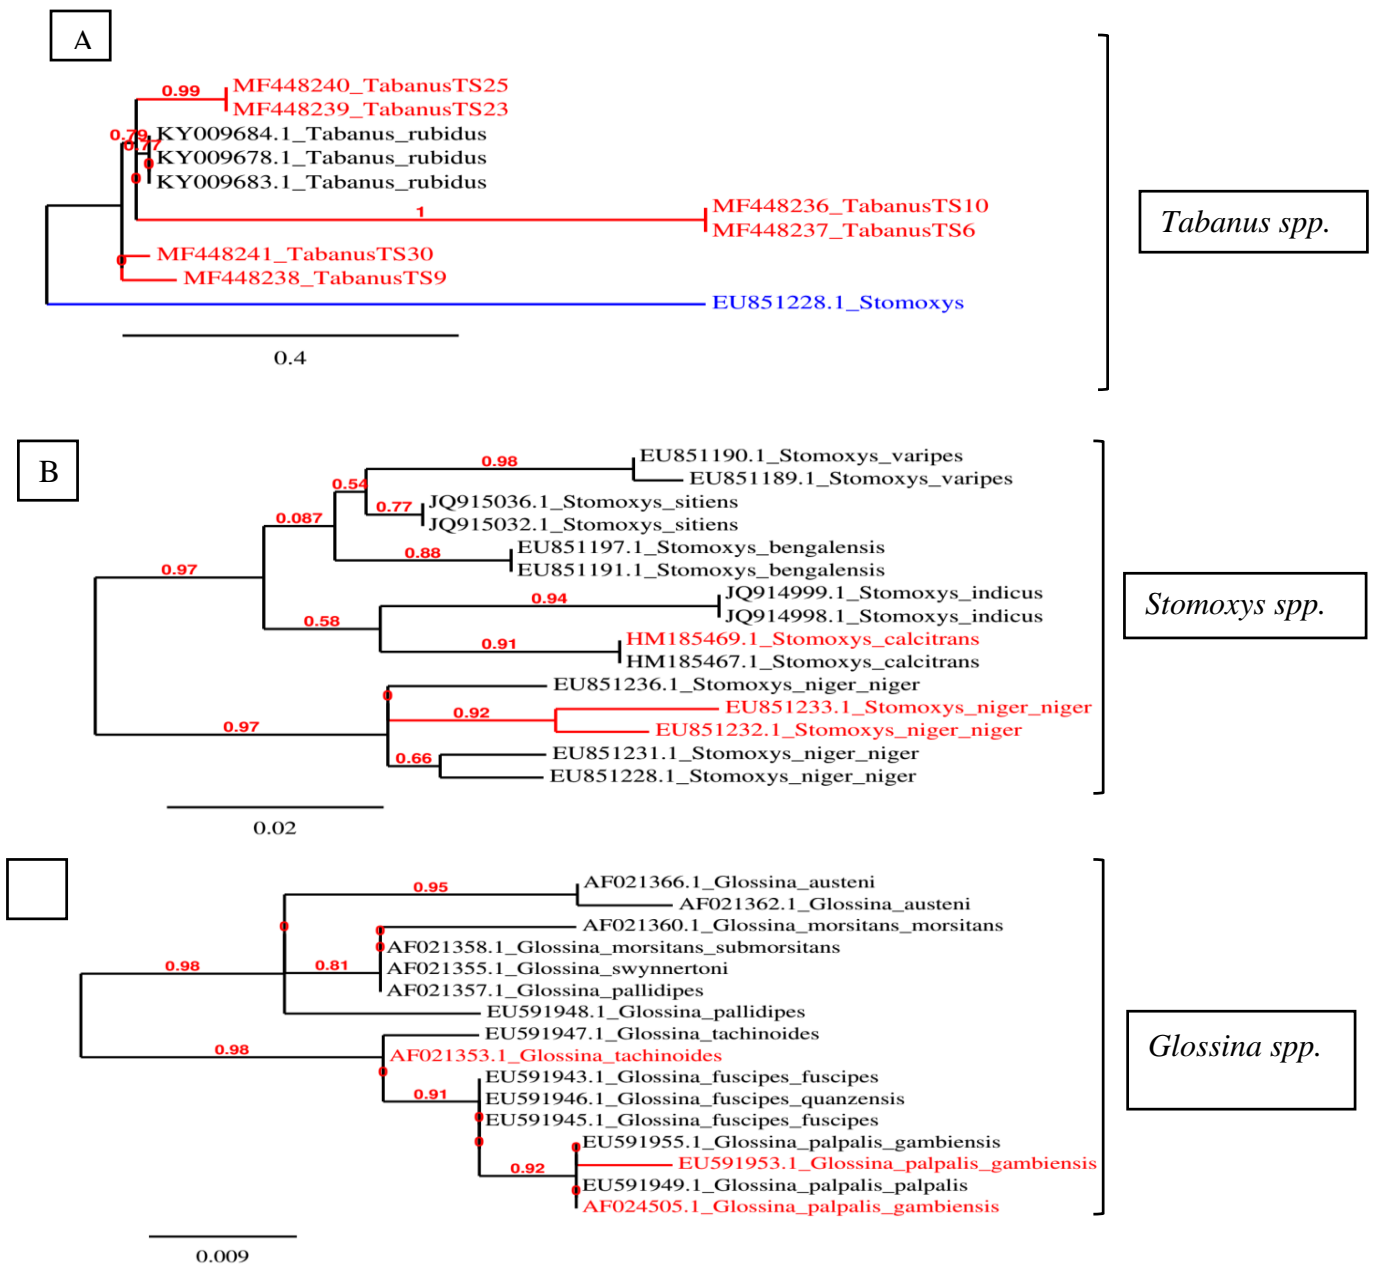 A
0.99
MF448240_TabanusTS25
MF448239_TabanusTS23
0.79
KY009684.1_Tabanus_rubidus
0.77
KY009678.1_Tabanus_rubidus
0
KY009683.1_Tabanus_rubidus
0
1
MF448236_TabanusTS10
MF448237_TabanusTS6
MF448241_TabanusTS30
0
MF448238_TabanusTS9
EU851228.1_Stomoxys
0.4
Tabanus spp.
B
EU851190.1_Stomoxys_varipes
0.98
EU851189.1_Stomoxys_varipes
0.54
JQ915036.1_Stomoxys_sitiens
0.77
JQ915032.1_Stomoxys_sitiens
0.087
EU851197.1_Stomoxys_bengalensis
0.88
EU851191.1_Stomoxys_bengalensis
0.97
JQ914999.1_Stomoxys_indicus
0.94
JQ914998.1_Stomoxys_indicus
0.58
HM185469.1_Stomoxys_calcitrans
0.91
HM185467.1_Stomoxys_calcitrans
EU851236.1_Stomoxys_niger_niger
0
EU851233.1_Stomoxys_niger_niger
0.92
EU851232.1_Stomoxys_niger_niger
0.97
EU851231.1_Stomoxys_niger_niger
0.66
EU851228.1_Stomoxys_niger_niger
0.02
Stomoxys spp.
AF021366.1_Glossina_austeni
0.95
AF021362.1_Glossina_austeni
0
AF021360.1_Glossina_morsitans_morsitans
0
0
AF021358.1_Glossina_morsitans_submorsitans
0.98
0.81
AF021355.1_Glossina_swynnertoni
AF021357.1_Glossina_pallidipes
EU591948.1_Glossina_pallidipes
EU591947.1_Glossina_tachinoides
0.98
AF021353.1_Glossina_tachinoides
0
EU591943.1_Glossina_fuscipes_fuscipes
0.91
EU591946.1_Glossina_fuscipes_quanzensis
0
EU591945.1_Glossina_fuscipes_fuscipes
0
0
EU591955.1_Glossina_palpalis_gambiensis
0.92
EU591953.1_Glossina_palpalis_gambiensis
EU591949.1_Glossina_palpalis_palpalis
0
AF024505.1_Glossina_palpalis_gambiensis
0.009
Glossina spp.